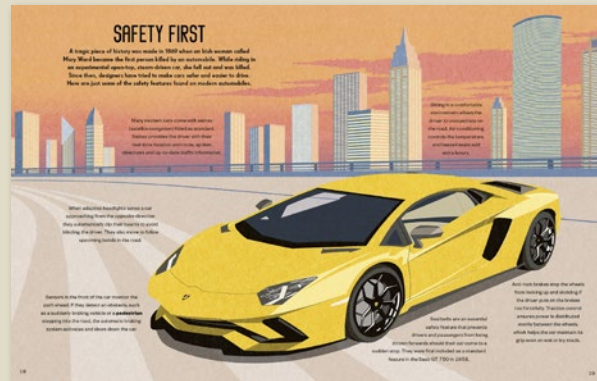 SAFETY FIRST
A tragic piece of history was made in 1869 when an Irish woman called
Mary Ward became the first person killed by an automobile. While riding in
an experimental open-top, steam-driven car, she fell out and was killed.
Since then, designers have tried to make cars safer and easier to drive.
Here are just some of the safety features found on modern automobiles.
Many modern cars come with satnav
(satellite navigation) fitted as standard.
Satnav provides the driver with their
real-time location and route, spoken
directions and up-to-date traffic information.
Sitting in a comfortable
environment allows the
driver to concentrate on
the road. Air conditioning
controls the temperature,
and heated seats add
extra luxury.
When adaptive headlights sense a car
approaching from the opposite direction,
they automatically dip their beams to avoid
blinding the driver. They also move to follow
upcoming bends in the road.
Sensors in the front of the car monitor the
path ahead. If they detect an obstacle, such
as a suddenly braking vehicle or a pedestrian
stepping into the road, the automatic braking
system activates and slows down the car.
Seat belts are an essential
safety feature that prevents
drivers and passengers from being
thrown forwards should their car come to a
sudden stop. They were first included as a standard
feature in the Saab GT 750 in 1958.
Anti-lock brakes stop the wheels
from locking up and skidding if
the driver puts on the brakes
too forcefully. Traction control
ensures power is distributed
evenly between the wheels,
which helps the car maintain its
grip even on wet or icy roads.